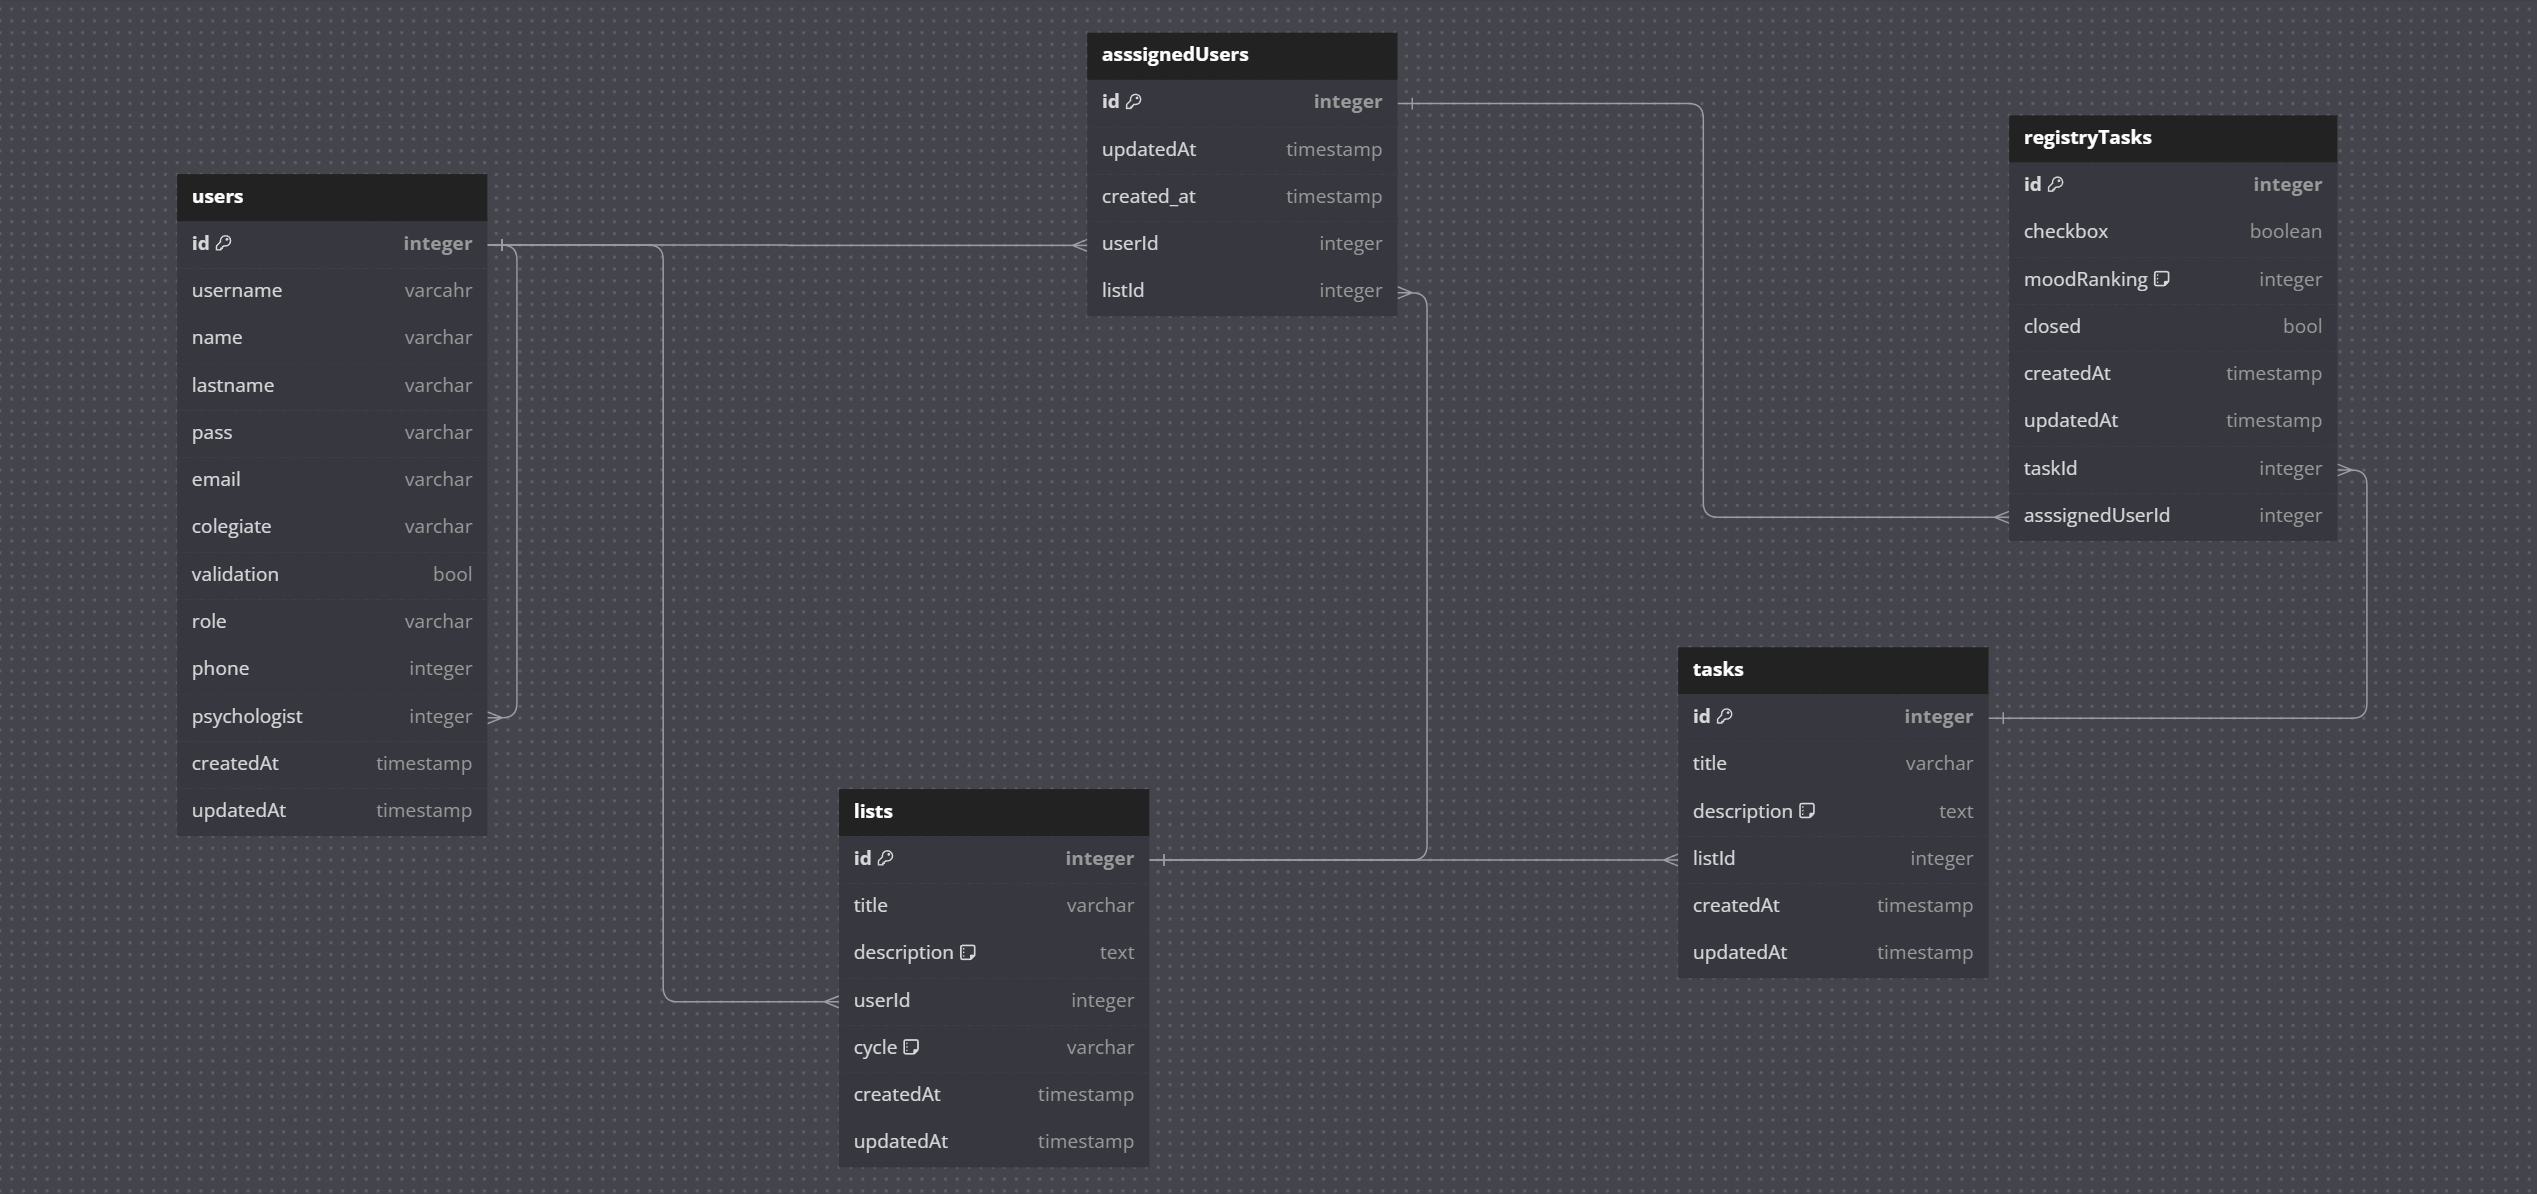 users
id integer
username varcahr
name varchar
lastname varchar
pass varchar
email varchar
colegiate varchar
validation bool
role varchar
phone integer
psychologist integer
createdAt timestamp
updatedAt timestamp
asssignedUsers
id integer
updatedAt timestamp
created_at timestamp
userId integer
listId integer
lists
id integer
title varchar
description text
userId integer
cycle varchar
createdAt timestamp
updatedAt timestamp
registryTasks
id integer
checkbox boolean
moodRanking integer
closed bool
createdAt timestamp
updatedAt timestamp
taskId integer
asssignedUserId integer
tasks
id integer
title varchar
description text
listId integer
createdAt timestamp
updatedAt timestamp